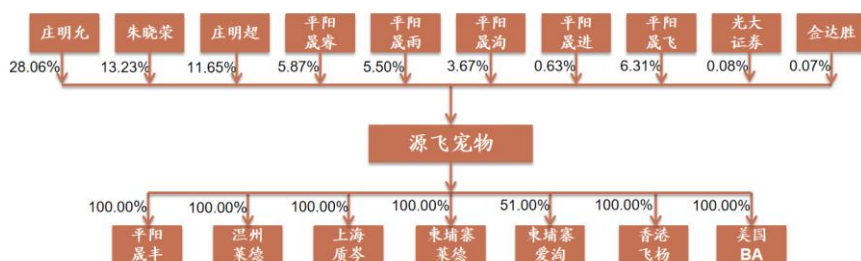 庄明允
朱晓荣
庄明超
平阳
晟睿
平阳
晟雨
平阳
晟洵
平阳
晟进
平阳
晟飞
光大
证券
金达胜
28.06%
13.23%
11.65%
5.87%
5.50%
3.67%
0.63%
6.31%
0.08%
0.07%
源飞宠物
100.00%
100.00%
100.00%
100.00%
51.00%
100.00%
100.00%
平阳
晟丰
温州
莱德
上海
质岑
柬埔寨
莱德
柬埔寨
爱淘
香港
飞杨
美国
BA